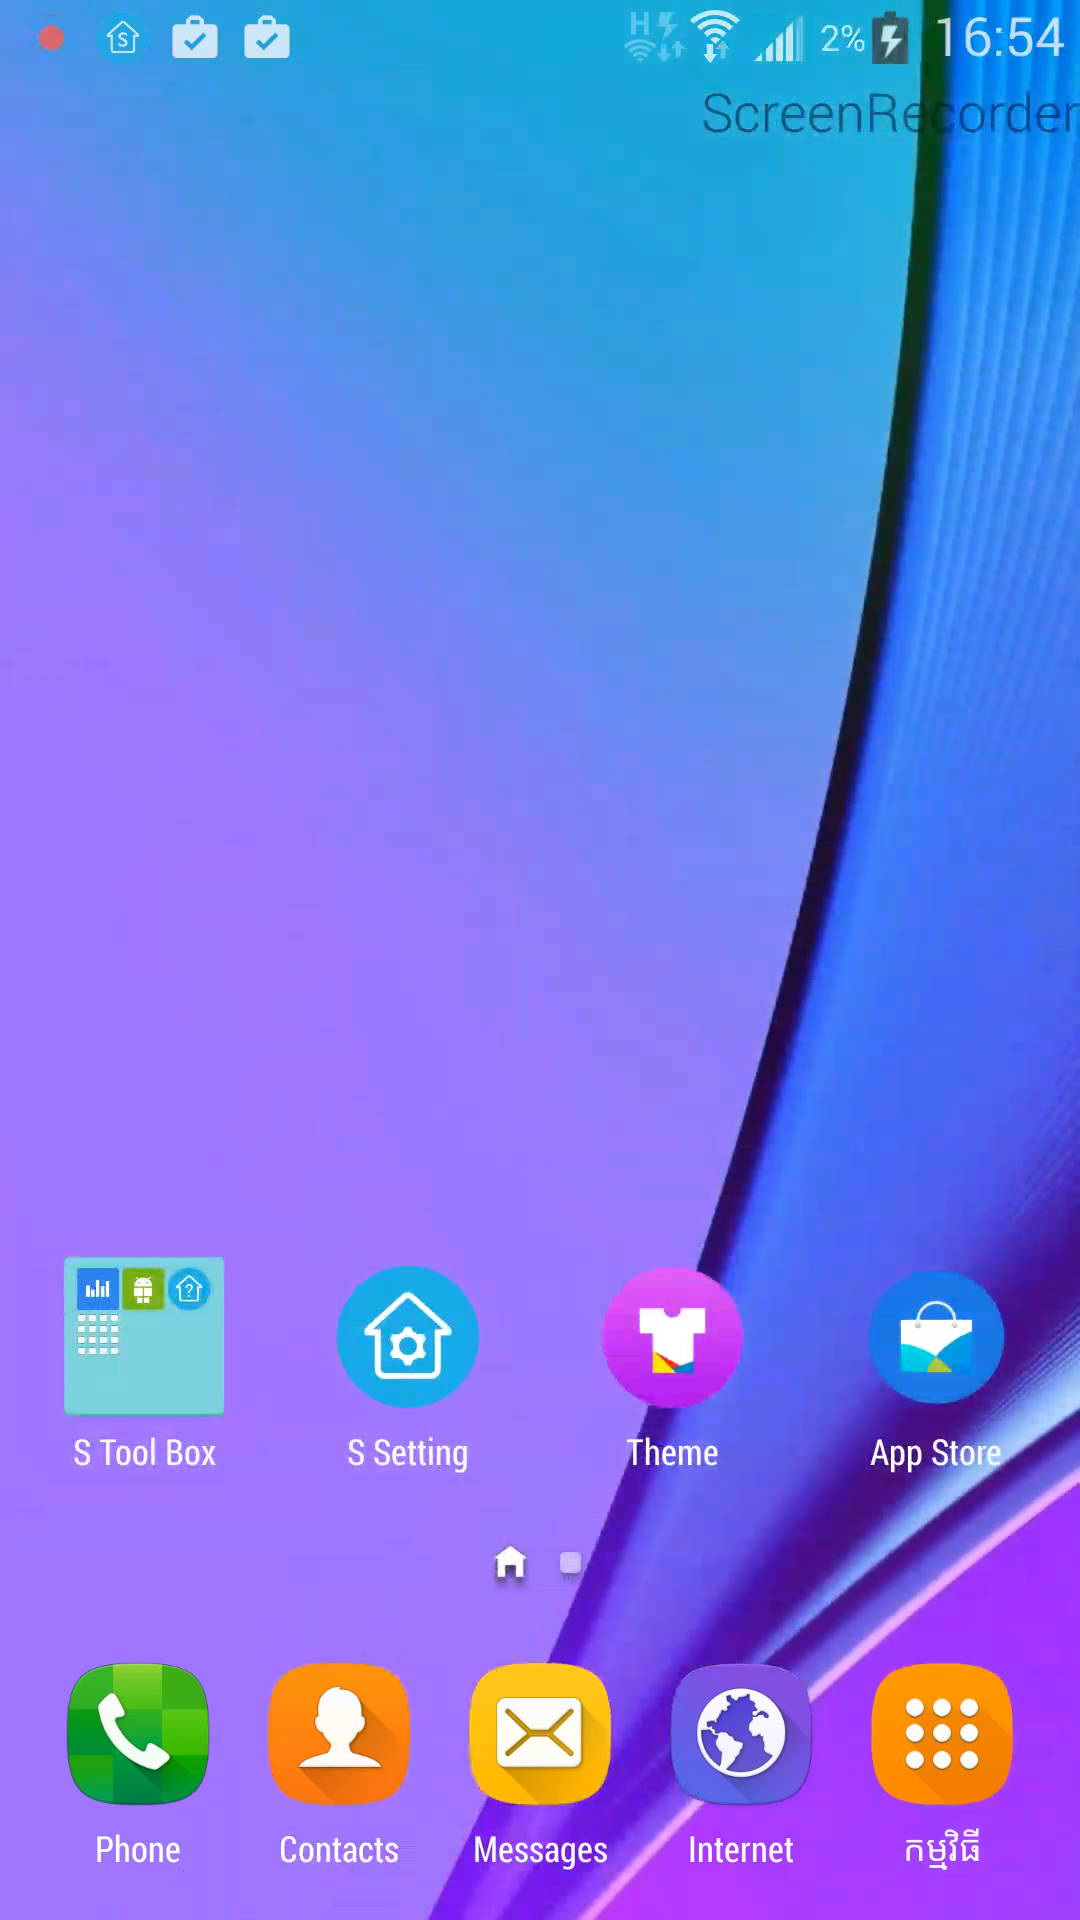 2% 16:54
ScreenRecorder
S Tool Box S Setting Theme App Store
Phone Contacts Messages Internet កម្មវិធី